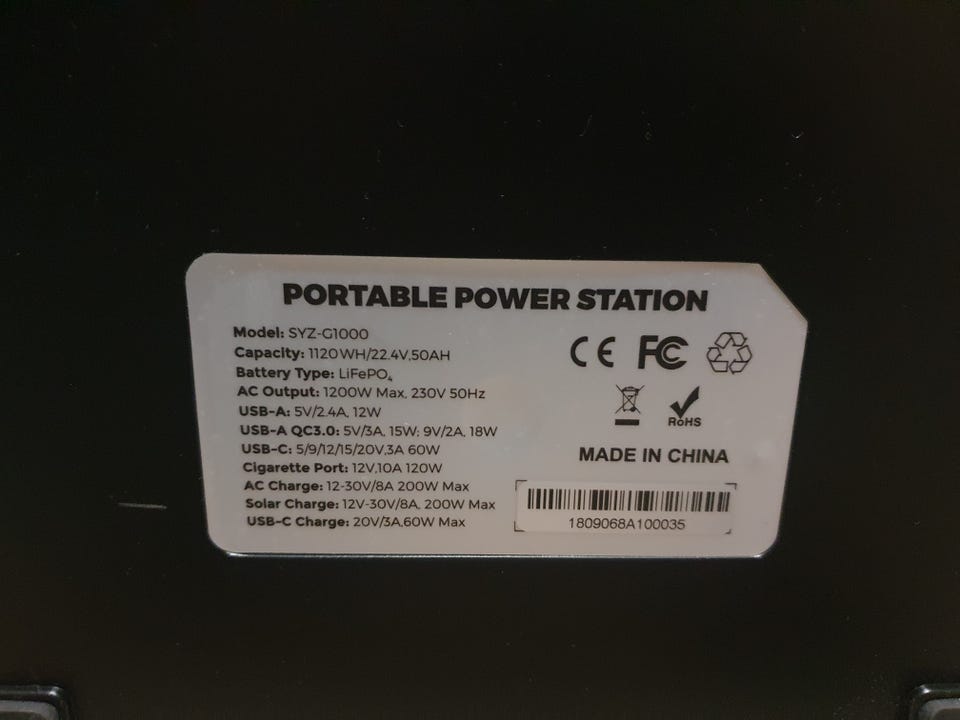 PORTABLE POWER STATION
Model: SYZ-G1000
Capacity: 1120WH/22.4V,50AH
Battery Type: LiFePO₄
AC Output: 1200W Max, 230V 50Hz
USB-A: 5V/2.4A, 12W
USB-A QC3.0: 5V/3A, 15W; 9V/2A, 18W
USB-C: 5/9/12/15/20V,3A 60W
Cigarette Port: 12V,10A 120W
AC Charge: 12-30V/8A 200W Max
Solar Charge: 12V-30V/8A, 200W Max
USB-C Charge: 20V/3A,60W Max
CE FC
RoHS
MADE IN CHINA
1809068A100035